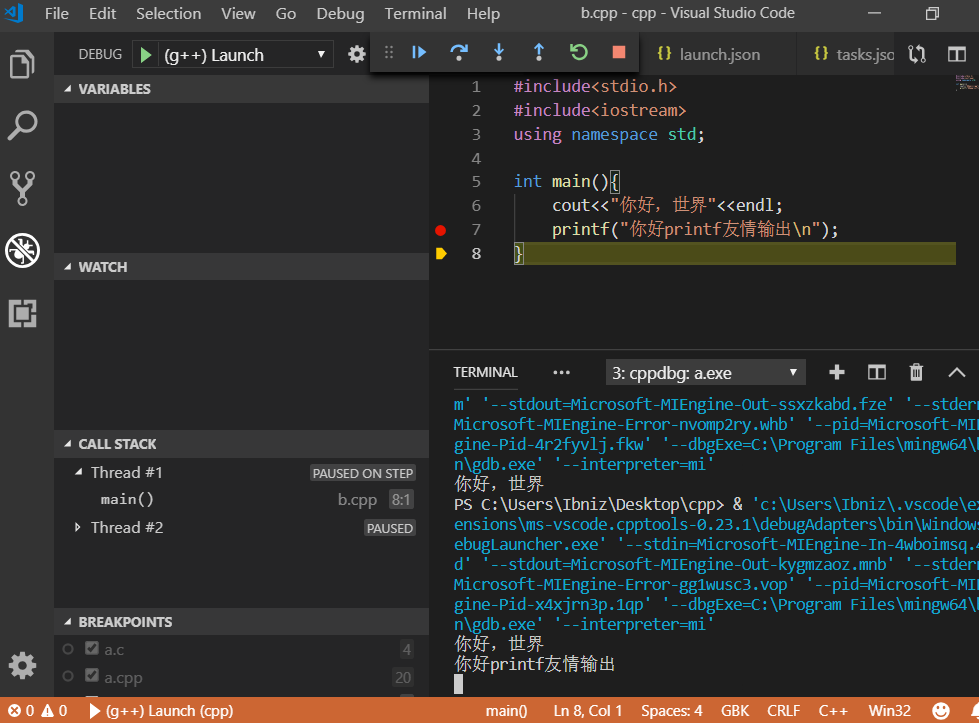 File Edit Selection View Go Debug Terminal Help b.cpp - cpp - Visual Studio Code
DEBUG (g++) Launch
launch.json
tasks.jso
VARIABLES
WATCH
CALL STACK
Thread #1 PAUSED ON STEP
main() b.cpp 8:1
Thread #2 PAUSED
BREAKPOINTS
a.c 4
a.cpp 20
1 #include<stdio.h>
2 #include<iostream>
3 using namespace std;
4
5 int main(){
6 cout<<"你好，世界"<<endl;
7 printf("你好printf友情输出\n");
8 }
TERMINAL 3: cppdbg: a.exe
m' '--stdout=Microsoft-MIEngine-Out-ssxzkabd.fze' '--stderr
Microsoft-MIEngine-Error-nvomp2ry.whb' '--pid=Microsoft-MIE
gine-Pid-4r2fyvlj.fkw' '--dbgExe=C:\Program Files\mingw64\b
n\gdb.exe' '--interpreter=mi'
你好，世界
PS C:\Users\Ibniz\Desktop\cpp> & 'c:\Users\Ibniz\.vscode\ex
ensions\ms-vscode.cpptools-0.23.1\debugAdapters\bin\Windows
ebugLauncher.exe' '--stdin=Microsoft-MIEngine-In-4wboimsq.4
d' '--stdout=Microsoft-MIEngine-Out-kygmzaoz.mnb' '--stderr
Microsoft-MIEngine-Error-gg1wusc3.vop' '--pid=Microsoft-MIE
gine-Pid-x4xjrn3p.1qp' '--dbgExe=C:\Program Files\mingw64\b
n\gdb.exe' '--interpreter=mi'
你好，世界
你好printf友情输出
0 0 (g++) Launch (cpp) main() Ln 8, Col 1 Spaces: 4 GBK CRLF C++ Win32